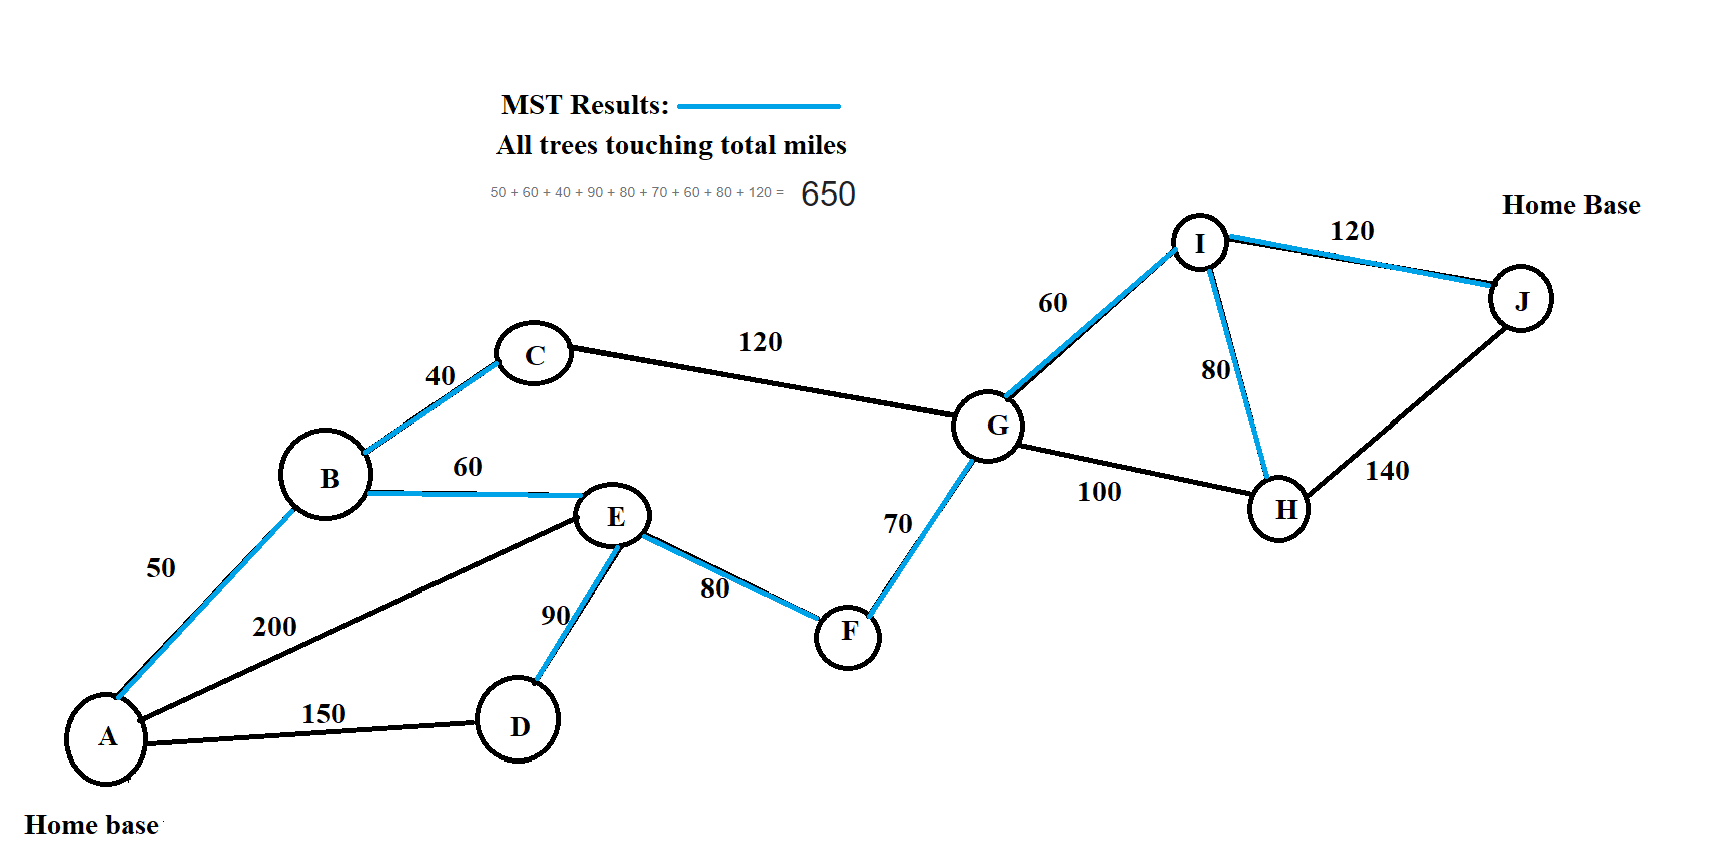 MST Results:
All trees touching total miles
50 + 60 + 40 + 90 + 80 + 70 + 60 + 80 + 120 = 650
Home Base
I
120
J
60
C
120
80
40
G
B
60
100
140
H
E
50
70
90
80
F
200
150
D
A
Home base